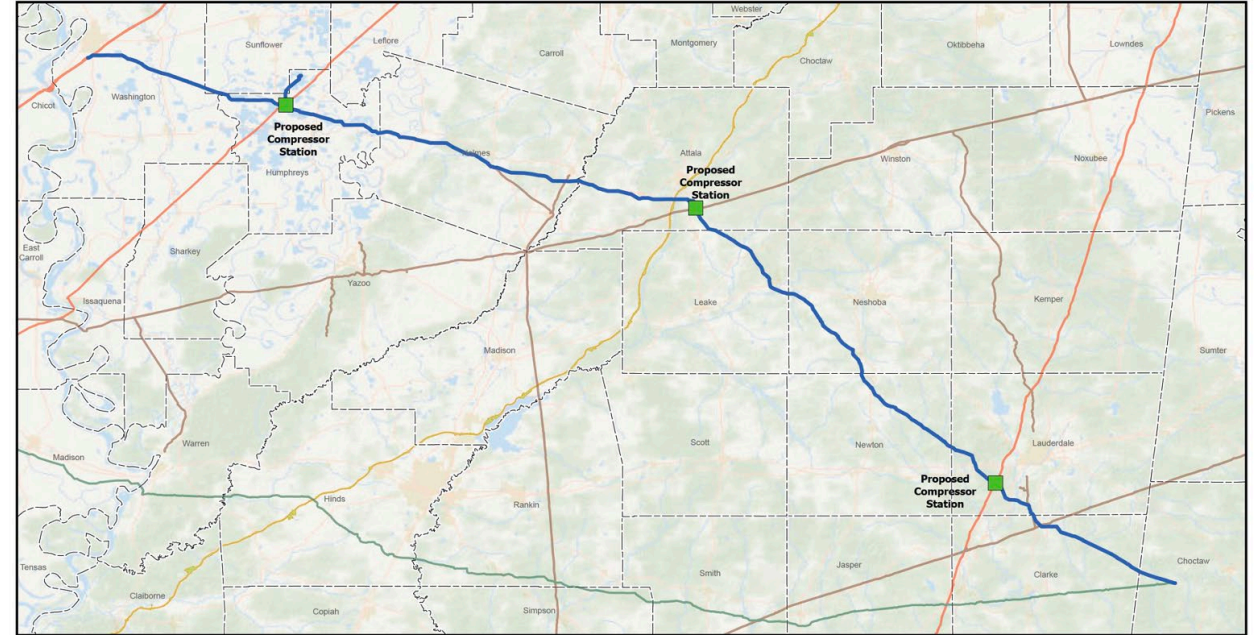 Webster
Sunflower
Leflore
Carroll
Montgomery
Choctaw
Oktibbeha
Lowndes
Chicot
Washington
Pickens
Proposed
Compressor
Station
Holmes
Attala
Winston
Noxubee
Humphreys
Proposed
Compressor
Station
East
Carroll
Sharkey
Issaquena
Yazoo
Leake
Neshoba
Kemper
Madison
Sumter
Warren
Scott
Newton
Lauderdale
Madison
Proposed
Compressor
Station
Hinds
Rankin
Tensas
Smith
Jasper
Clarke
Choctaw
Claiborne
Copiah
Simpson